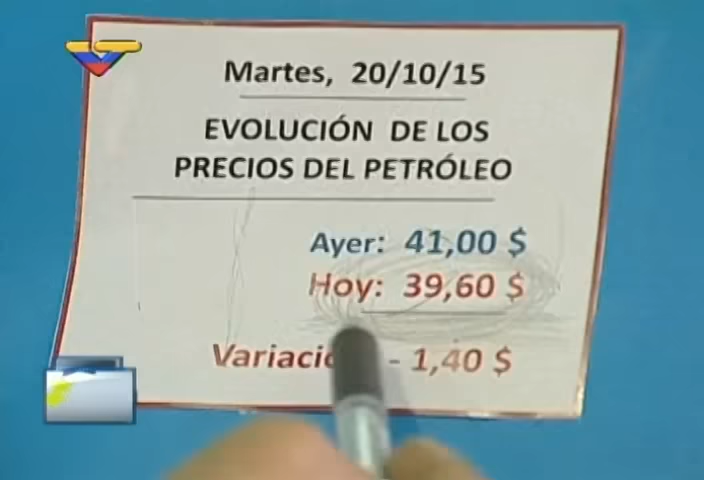 Martes, 20/10/15
EVOLUCIÓN DE LOS
PRECIOS DEL PETRÓLEO
Ayer: 41,00 $
Hoy: 39,60 $
- 1,40 $